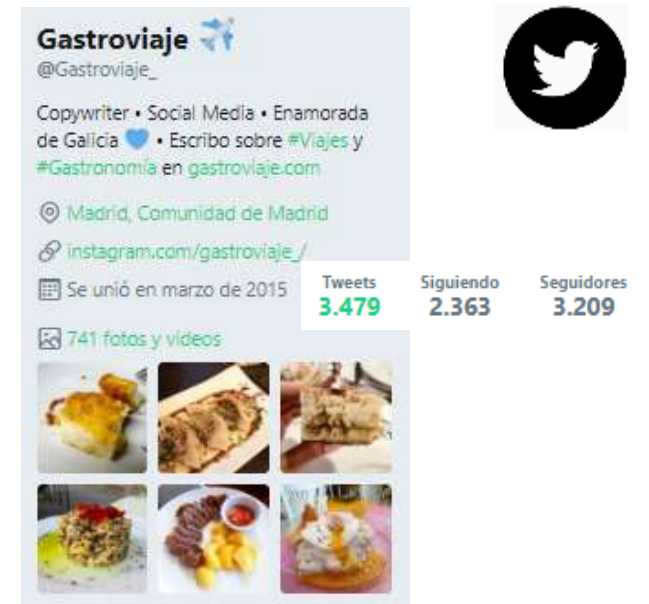 Gastroviaje
@Gastroviaje_
Copywriter • Social Media • Enamorada
de Galicia 💙 • Escribo sobre #Viajes y
#Gastronomía en gastroviaje.com
Madrid, Comunidad de Madrid
instagram.com/gastroviaje_/
Se unió en marzo de 2015
Tweets Siguiendo Seguidores
3.479 2.363 3.209
741 fotos y videos